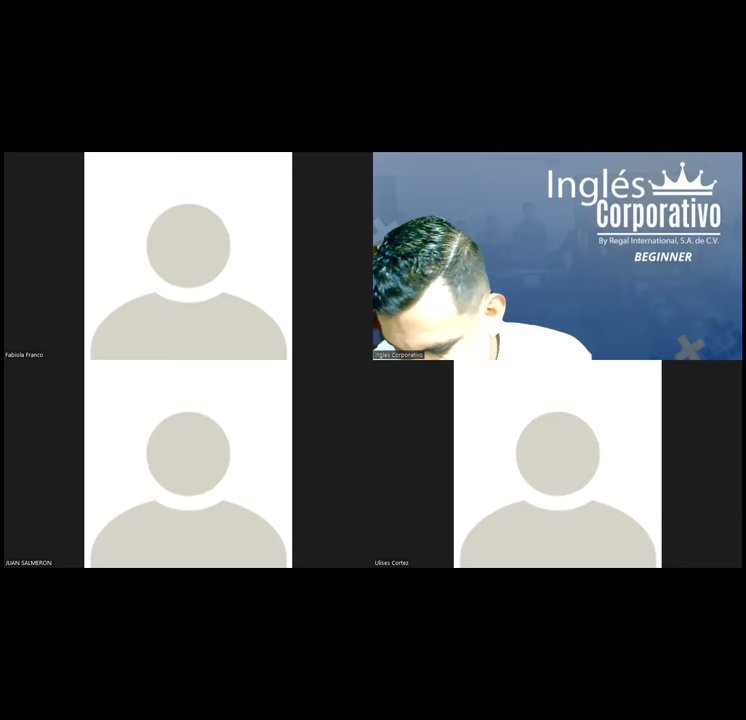 Inglés
Corporativo
By Regal International, S.A. de C.V.
BEGINNER
Fabiola Franco
Inglés Corporativo
JUAN SALMERON
Ulises Cortez